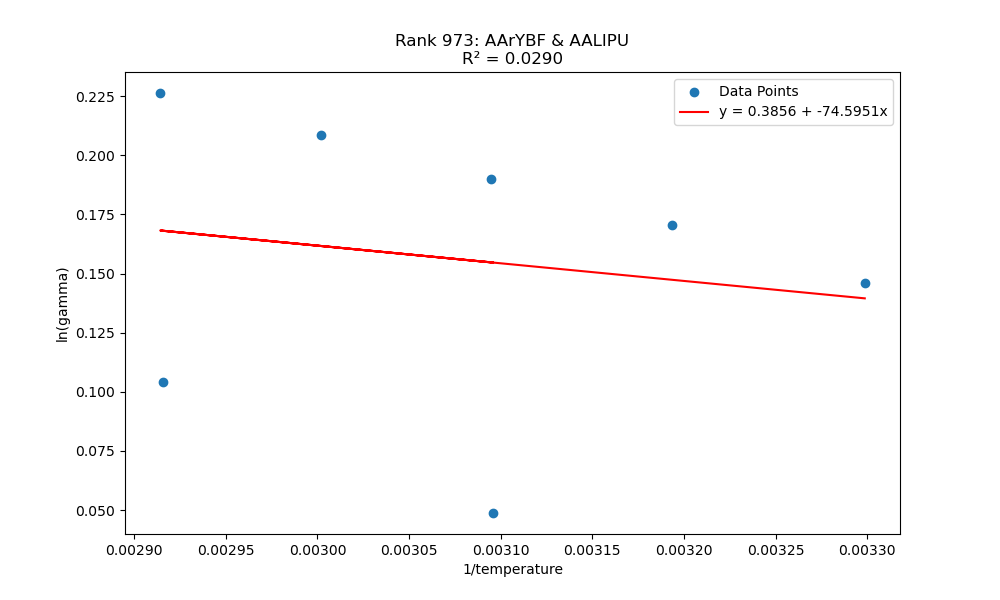 Rank 973: AArYBF & AALIPU
R² = 0.0290
Data Points
y = 0.3856 + -74.5951x
0.225
0.200
0.175
0.150
0.125
0.100
0.075
0.050
ln(gamma)
0.00290
0.00295
0.00300
0.00305
0.00310
0.00315
0.00320
0.00325
0.00330
1/temperature